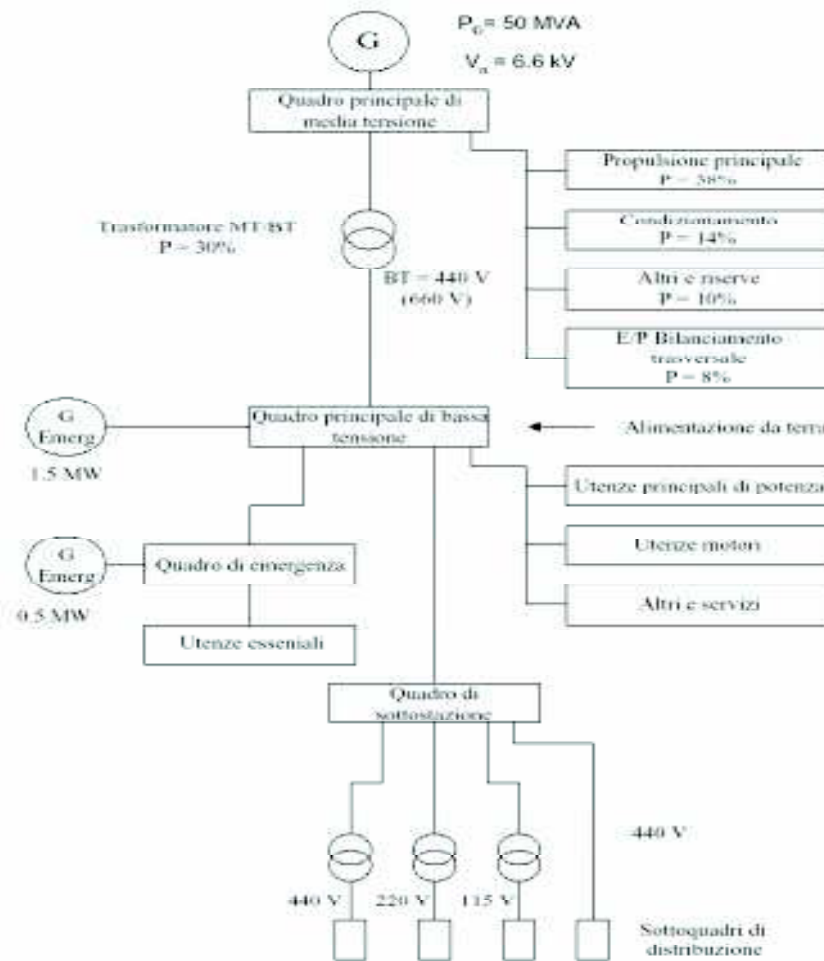 G
P_G = 50 MVA
V_n = 6.6 kV
Quadro principale di
media tensione
Propulsione principale
P = 38%
Trasformatore MT-BT
P = 30%
Condizionamento
P = 14%
BT = 440 V
(660 V)
Altri e riserve
P = 10%
E/P Bilanciamento
trasversale
P = 8%
G
Emerg
1.5 MW
Quadro principale di bassa
tensione
Alimentazione da terra
Utenze principali di potenza
G
Emerg
0.5 MW
Quadro di emergenza
Utenze motori
Utenze esseniali
Altri e servizi
Quadro di
sottostazione
440 V
440 V
220 V
115 V
Sottoquadri di
distribuzione